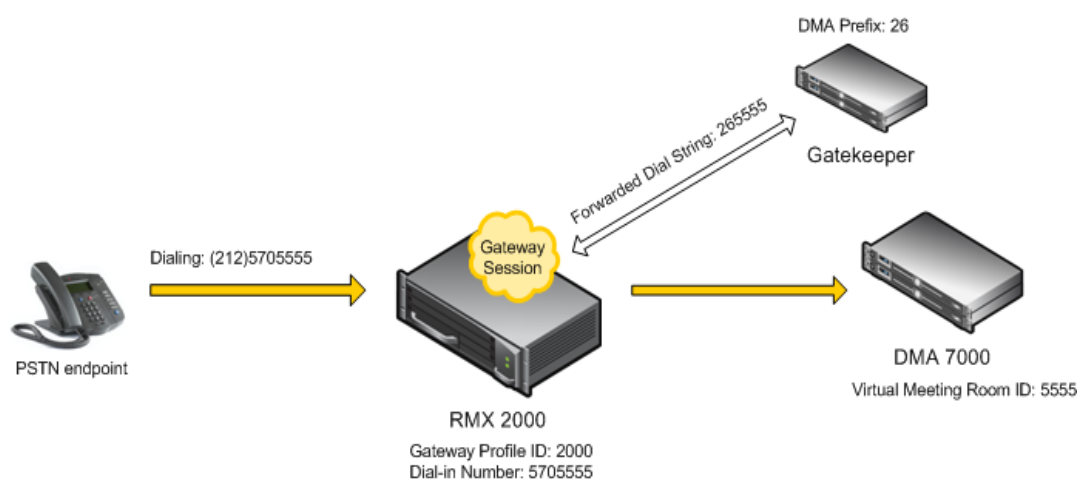 DMA Prefix: 26
Gatekeeper
Forwarded Dial String: 265555
Gateway
Session
Dialing: (212)5705555
PSTN endpoint
RMX 2000
Gateway Profile ID: 2000
Dial-in Number: 5705555
DMA 7000
Virtual Meeting Room ID: 5555